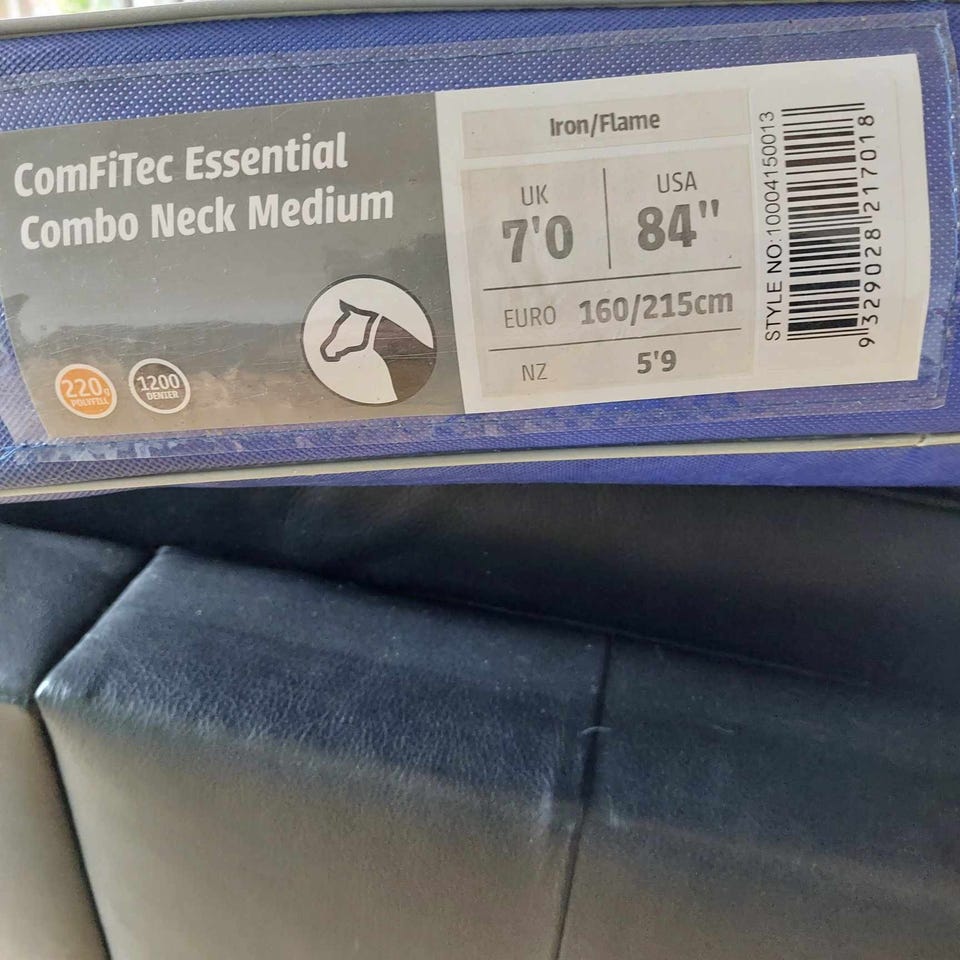 ComFiTec Essential
Combo Neck Medium
220g
POLYFILL
1200
DENIER
Iron/Flame
UK
7'0
USA
84"
EURO 160/215cm
NZ 5'9
STYLE NO:10004150013
9 329028 217018